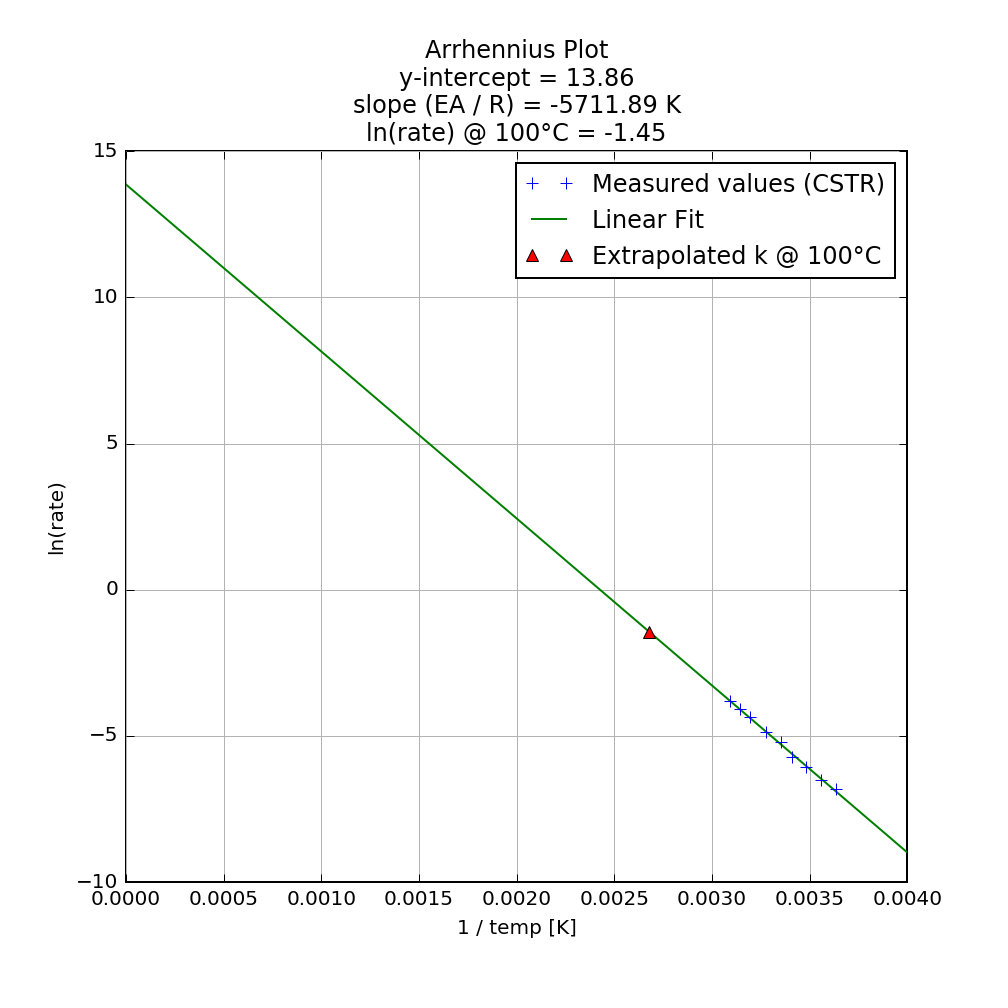 Arrhennius Plot
y-intercept = 13.86
slope (EA / R) = -5711.89 K
ln(rate) @ 100°C = -1.45
Measured values (CSTR)
Linear Fit
Extrapolated k @ 100°C
15
10
5
0
−5
−10
ln(rate)
0.0000 0.0005 0.0010 0.0015 0.0020 0.0025 0.0030 0.0035 0.0040
1 / temp [K]